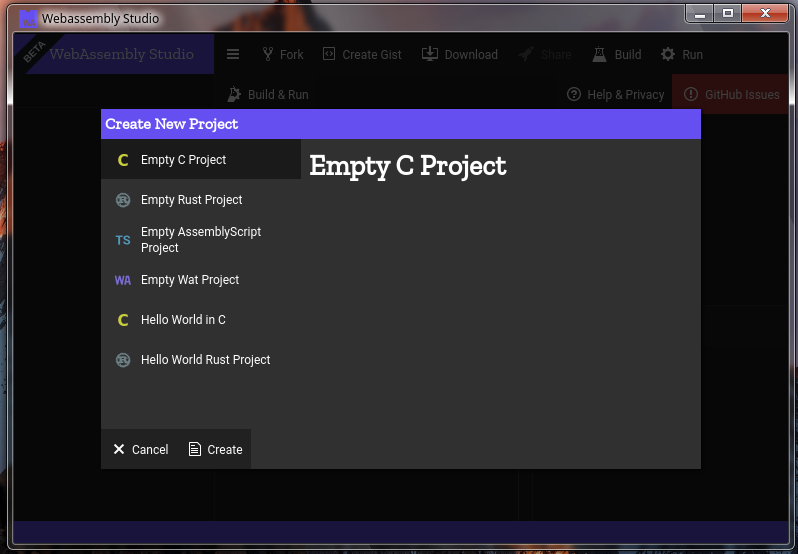 Webassembly Studio
BETA
WebAssembly Studio
Fork
Create Gist
Download
Share
Build
Run
Build & Run
Help & Privacy
GitHub Issues
Create New Project
C
Empty C Project
Empty C Project
Empty Rust Project
TS
Empty AssemblyScript
Project
WA
Empty Wat Project
C
Hello World in C
Hello World Rust Project
Cancel
Create